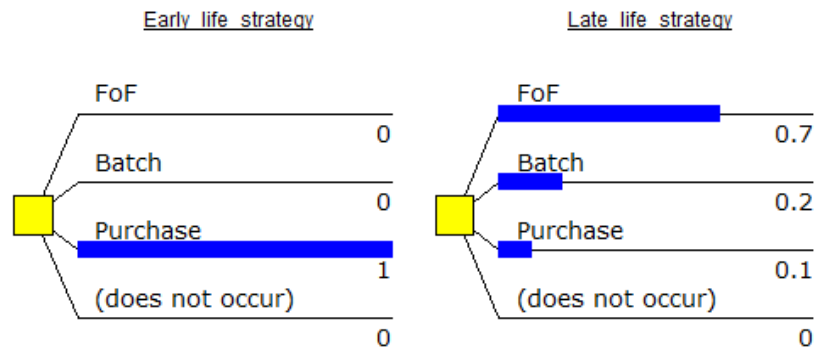 Early life strategy
FoF
0
Batch
0
Purchase
1
(does not occur)
0
Late life strategy
FoF
0.7
Batch
0.2
Purchase
0.1
(does not occur)
0